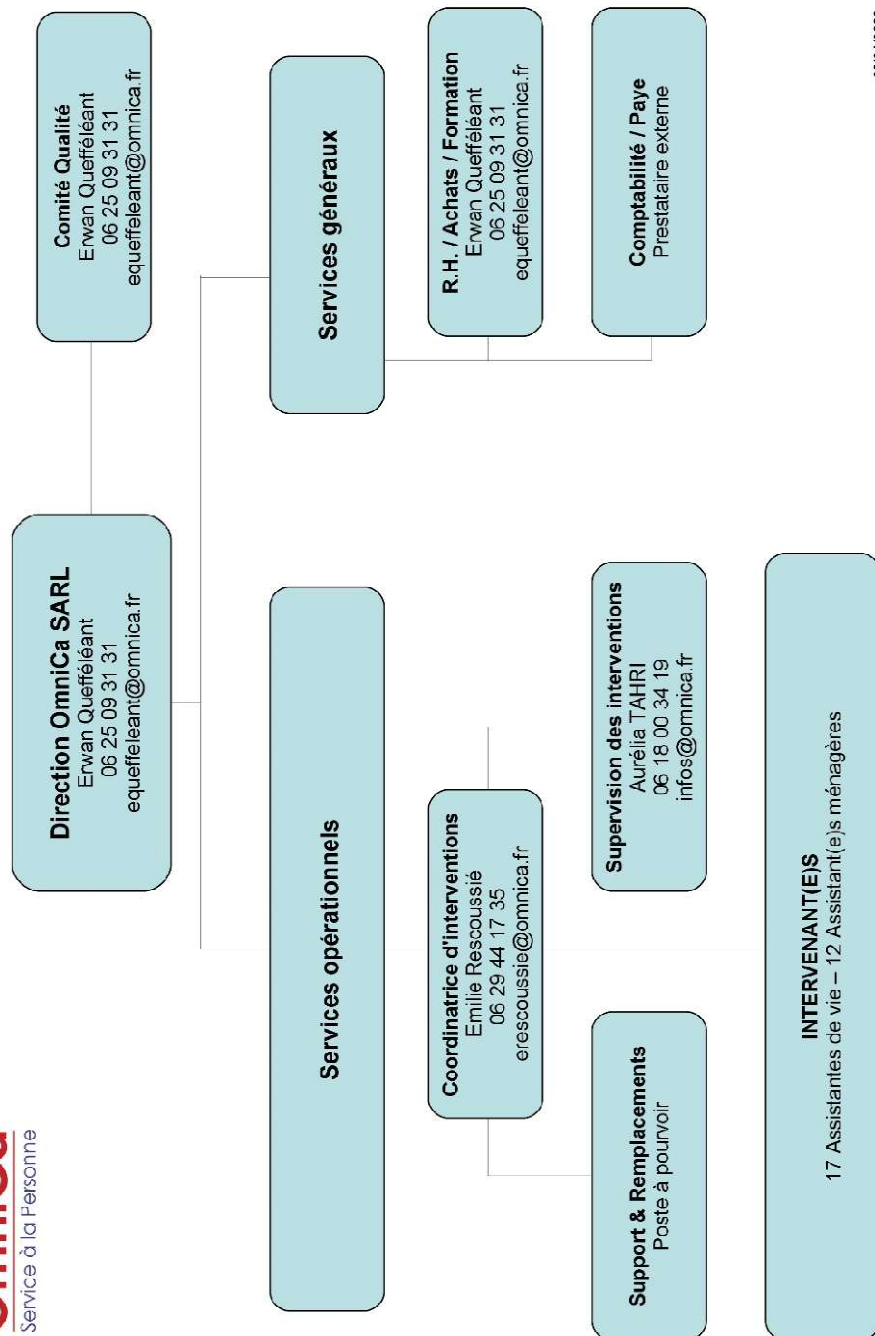 Service à la Personne
Direction OmniCa SARL
Erwan Quefféléant
06 25 09 31 31
equeffeleant@omnica.fr
Comité Qualité
Erwan Quefféléant
06 25 09 31 31
equeffeleant@omnica.fr
Services opérationnels
Services généraux
Coordinatrice d'interventions
Emilie Rescoussié
06 29 44 17 35
erescoussie@omnica.fr
R.H. / Achats / Formation
Erwan Quefféléant
06 25 09 31 31
equeffeleant@omnica.fr
Support & Remplacements
Poste à pourvoir
Supervision des interventions
Aurélia TAHRI
06 18 00 34 19
infos@omnica.fr
Comptabilité / Paye
Prestataire externe
INTERVENANT(E)S
17 Assistantes de vie – 12 Assistant(e)s ménagères